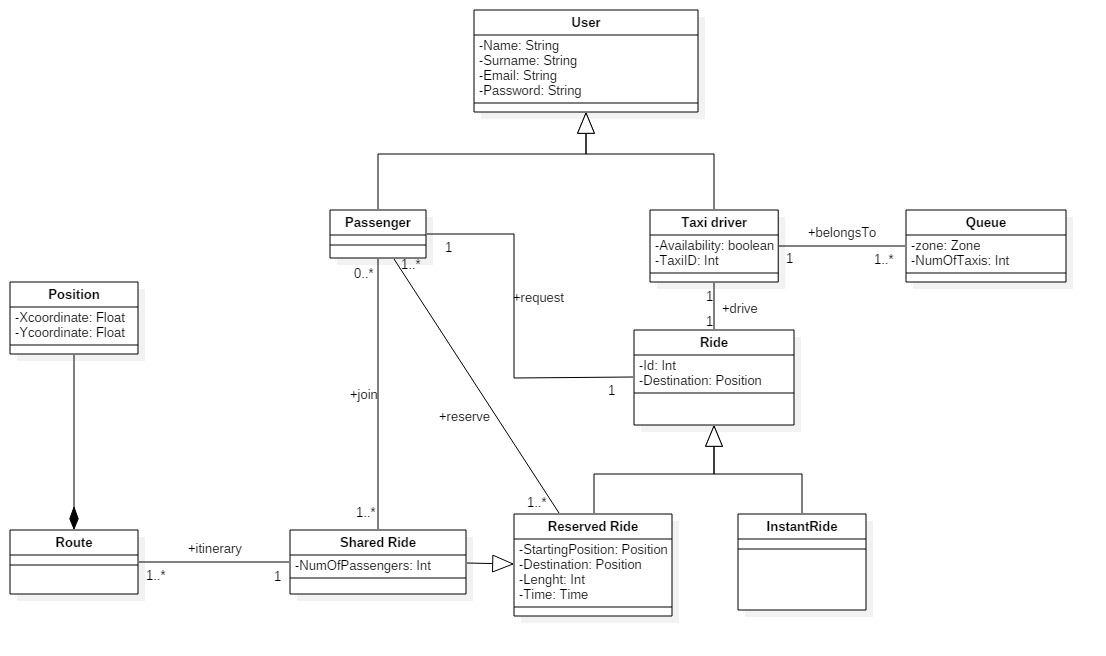 User
-Name: String
-Surname: String
-Email: String
-Password: String
Passenger
Taxi driver
-Availability: boolean
-TaxiID: Int
Queue
-zone: Zone
-NumOfTaxis: Int
+belongsTo
1
1..*
1
0..*
1..*
Position
-Xcoordinate: Float
-Ycoordinate: Float
+request
1
+drive
1
Ride
-Id: Int
-Destination: Position
1
+join
+reserve
1..*
1..*
Route
+itinerary
1..*
1
Shared Ride
-NumOfPassengers: Int
Reserved Ride
-StartingPosition: Position
-Destination: Position
-Lenght: Int
-Time: Time
InstantRide